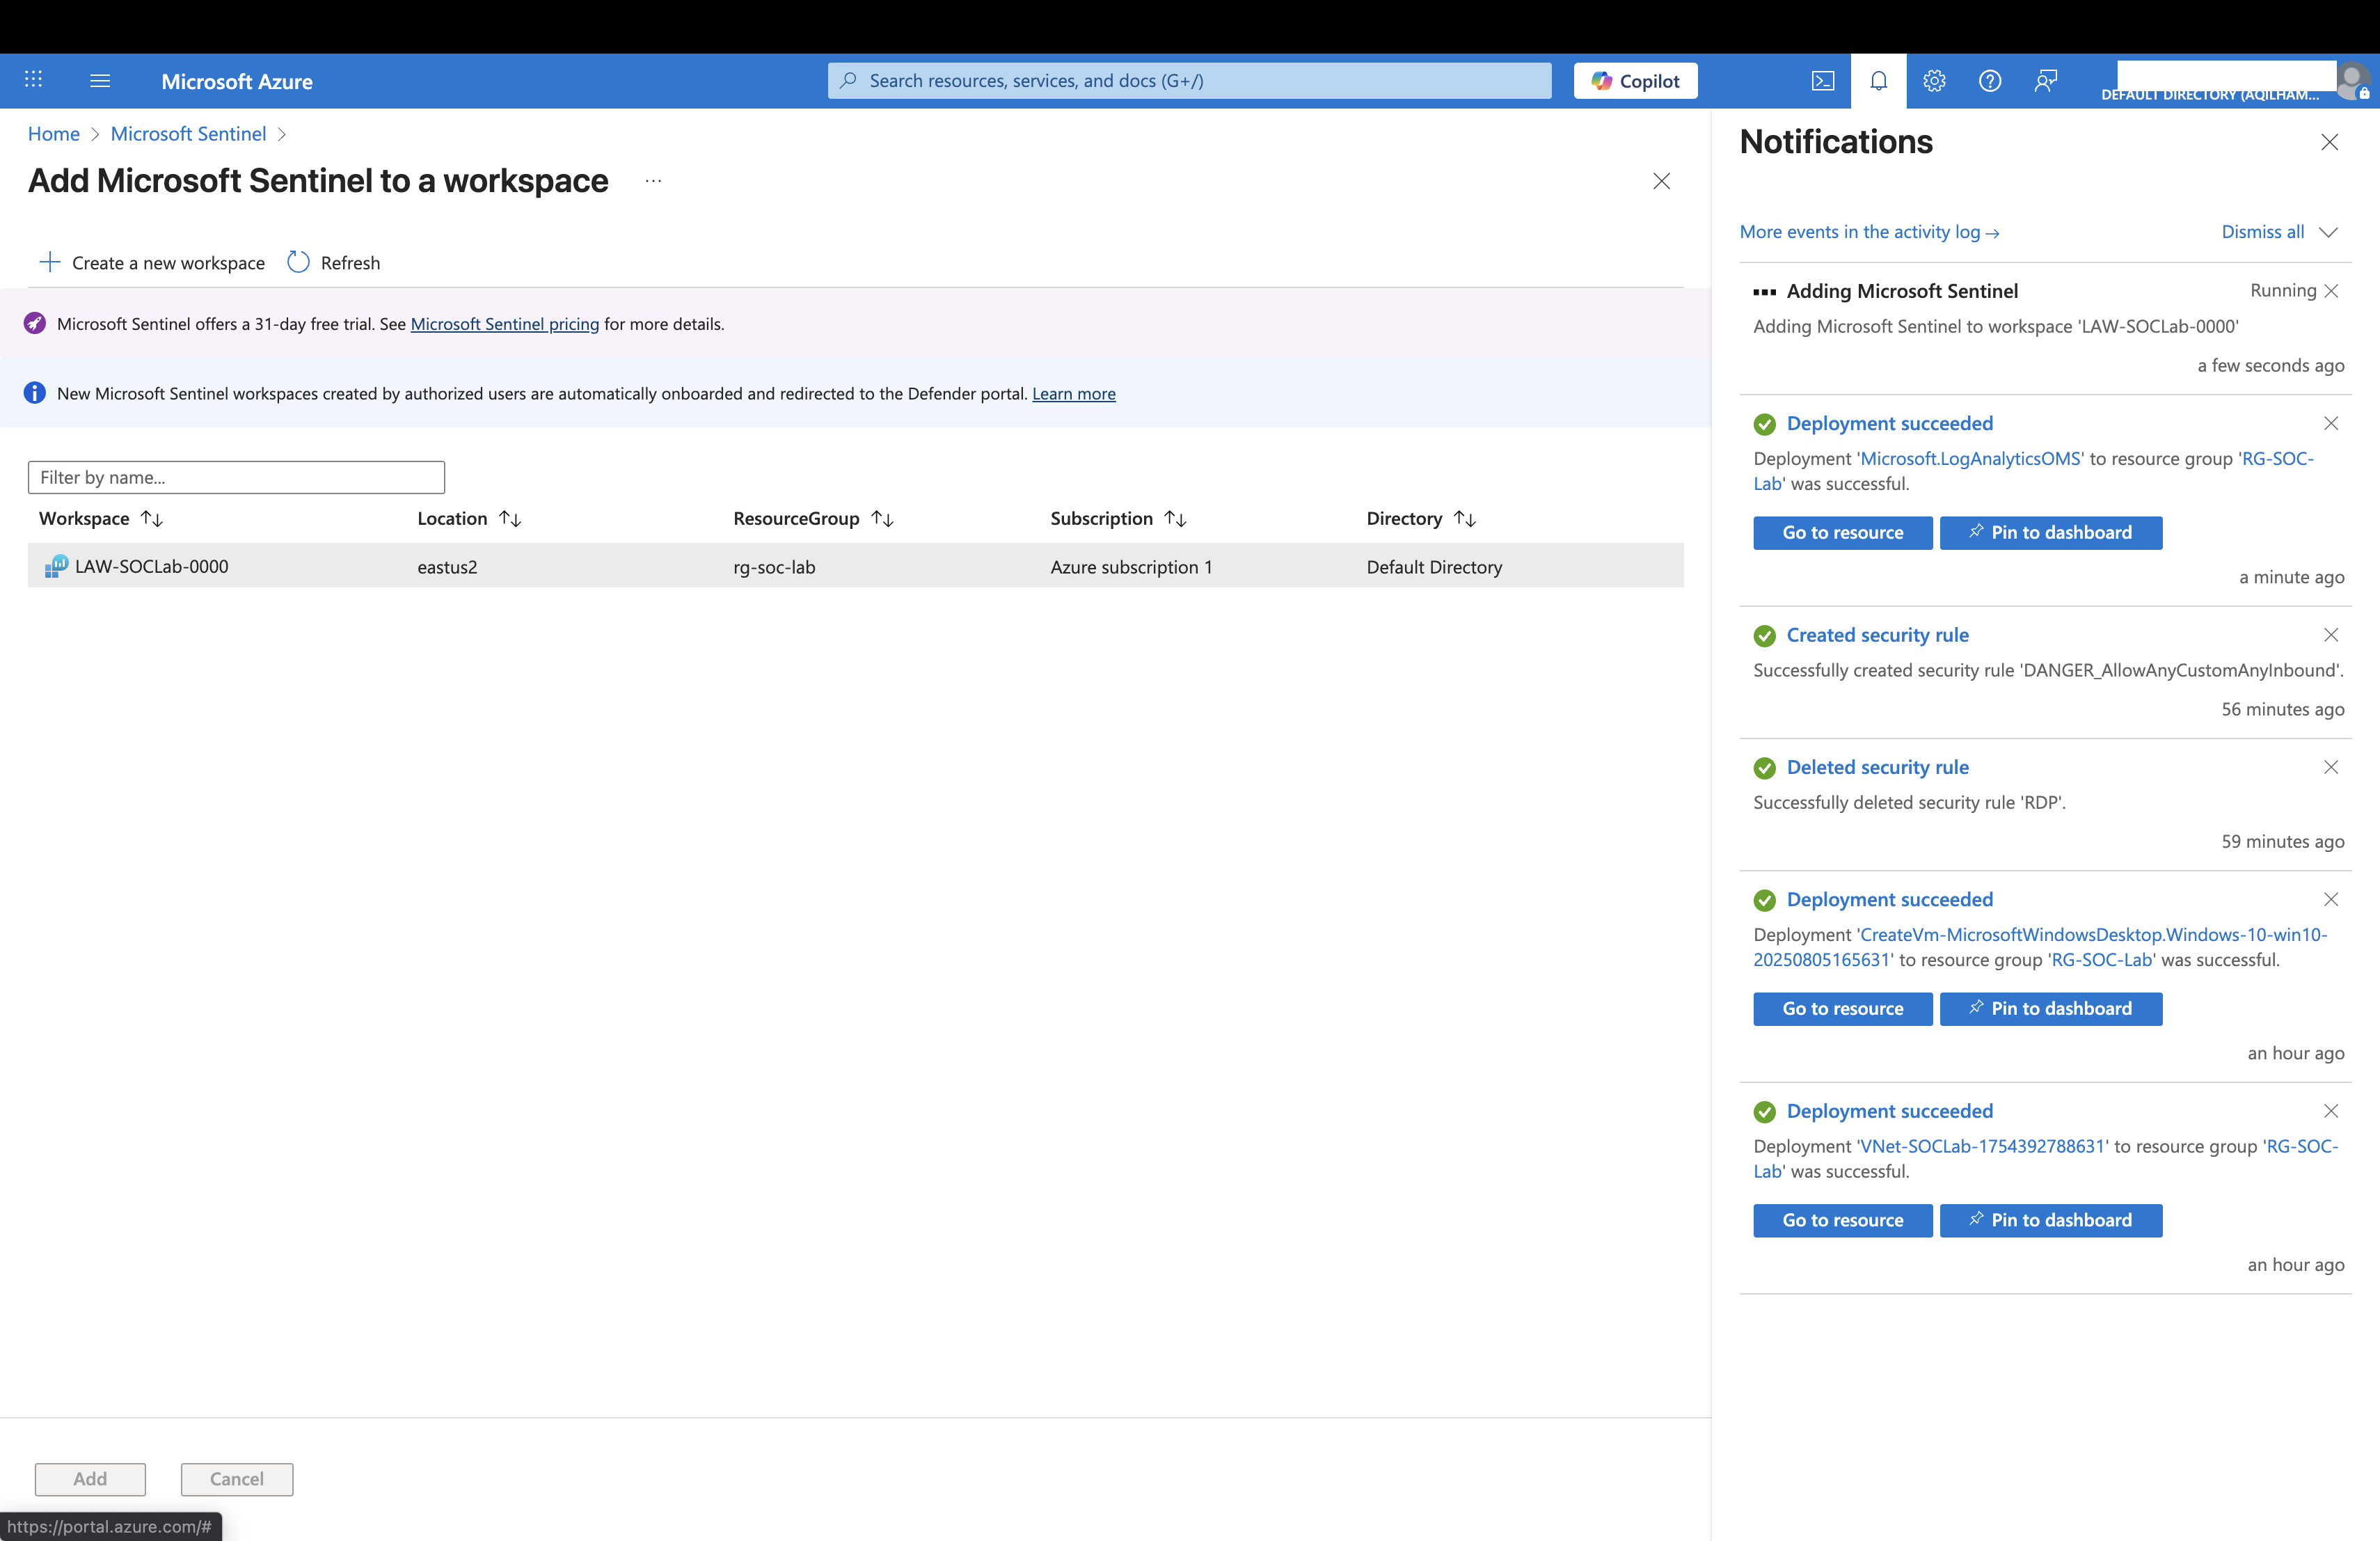 Microsoft Azure
Search resources, services, and docs (G+/)
Copilot
DEFAULT DIRECTORY (AQILHAM...
Home > Microsoft Sentinel >
Add Microsoft Sentinel to a workspace ...
+ Create a new workspace Refresh
Microsoft Sentinel offers a 31-day free trial. See Microsoft Sentinel pricing for more details.
New Microsoft Sentinel workspaces created by authorized users are automatically onboarded and redirected to the Defender portal. Learn more
Filter by name...
Workspace ↑↓ Location ↑↓ ResourceGroup ↑↓ Subscription ↑↓ Directory ↑↓
LAW-SOCLab-0000 eastus2 rg-soc-lab Azure subscription 1 Default Directory
Add Cancel
https://portal.azure.com/#
Notifications
More events in the activity log → Dismiss all
Adding Microsoft Sentinel Running
Adding Microsoft Sentinel to workspace 'LAW-SOCLab-0000'
a few seconds ago
Deployment succeeded
Deployment 'Microsoft.LogAnalyticsOMS' to resource group 'RG-SOC-
Lab' was successful.
Go to resource Pin to dashboard
a minute ago
Created security rule
Successfully created security rule 'DANGER_AllowAnyCustomAnyInbound'.
56 minutes ago
Deleted security rule
Successfully deleted security rule 'RDP'.
59 minutes ago
Deployment succeeded
Deployment 'CreateVm-MicrosoftWindowsDesktop.Windows-10-win10-
20250805165631' to resource group 'RG-SOC-Lab' was successful.
Go to resource Pin to dashboard
an hour ago
Deployment succeeded
Deployment 'VNet-SOCLab-1754392788631' to resource group 'RG-SOC-
Lab' was successful.
Go to resource Pin to dashboard
an hour ago